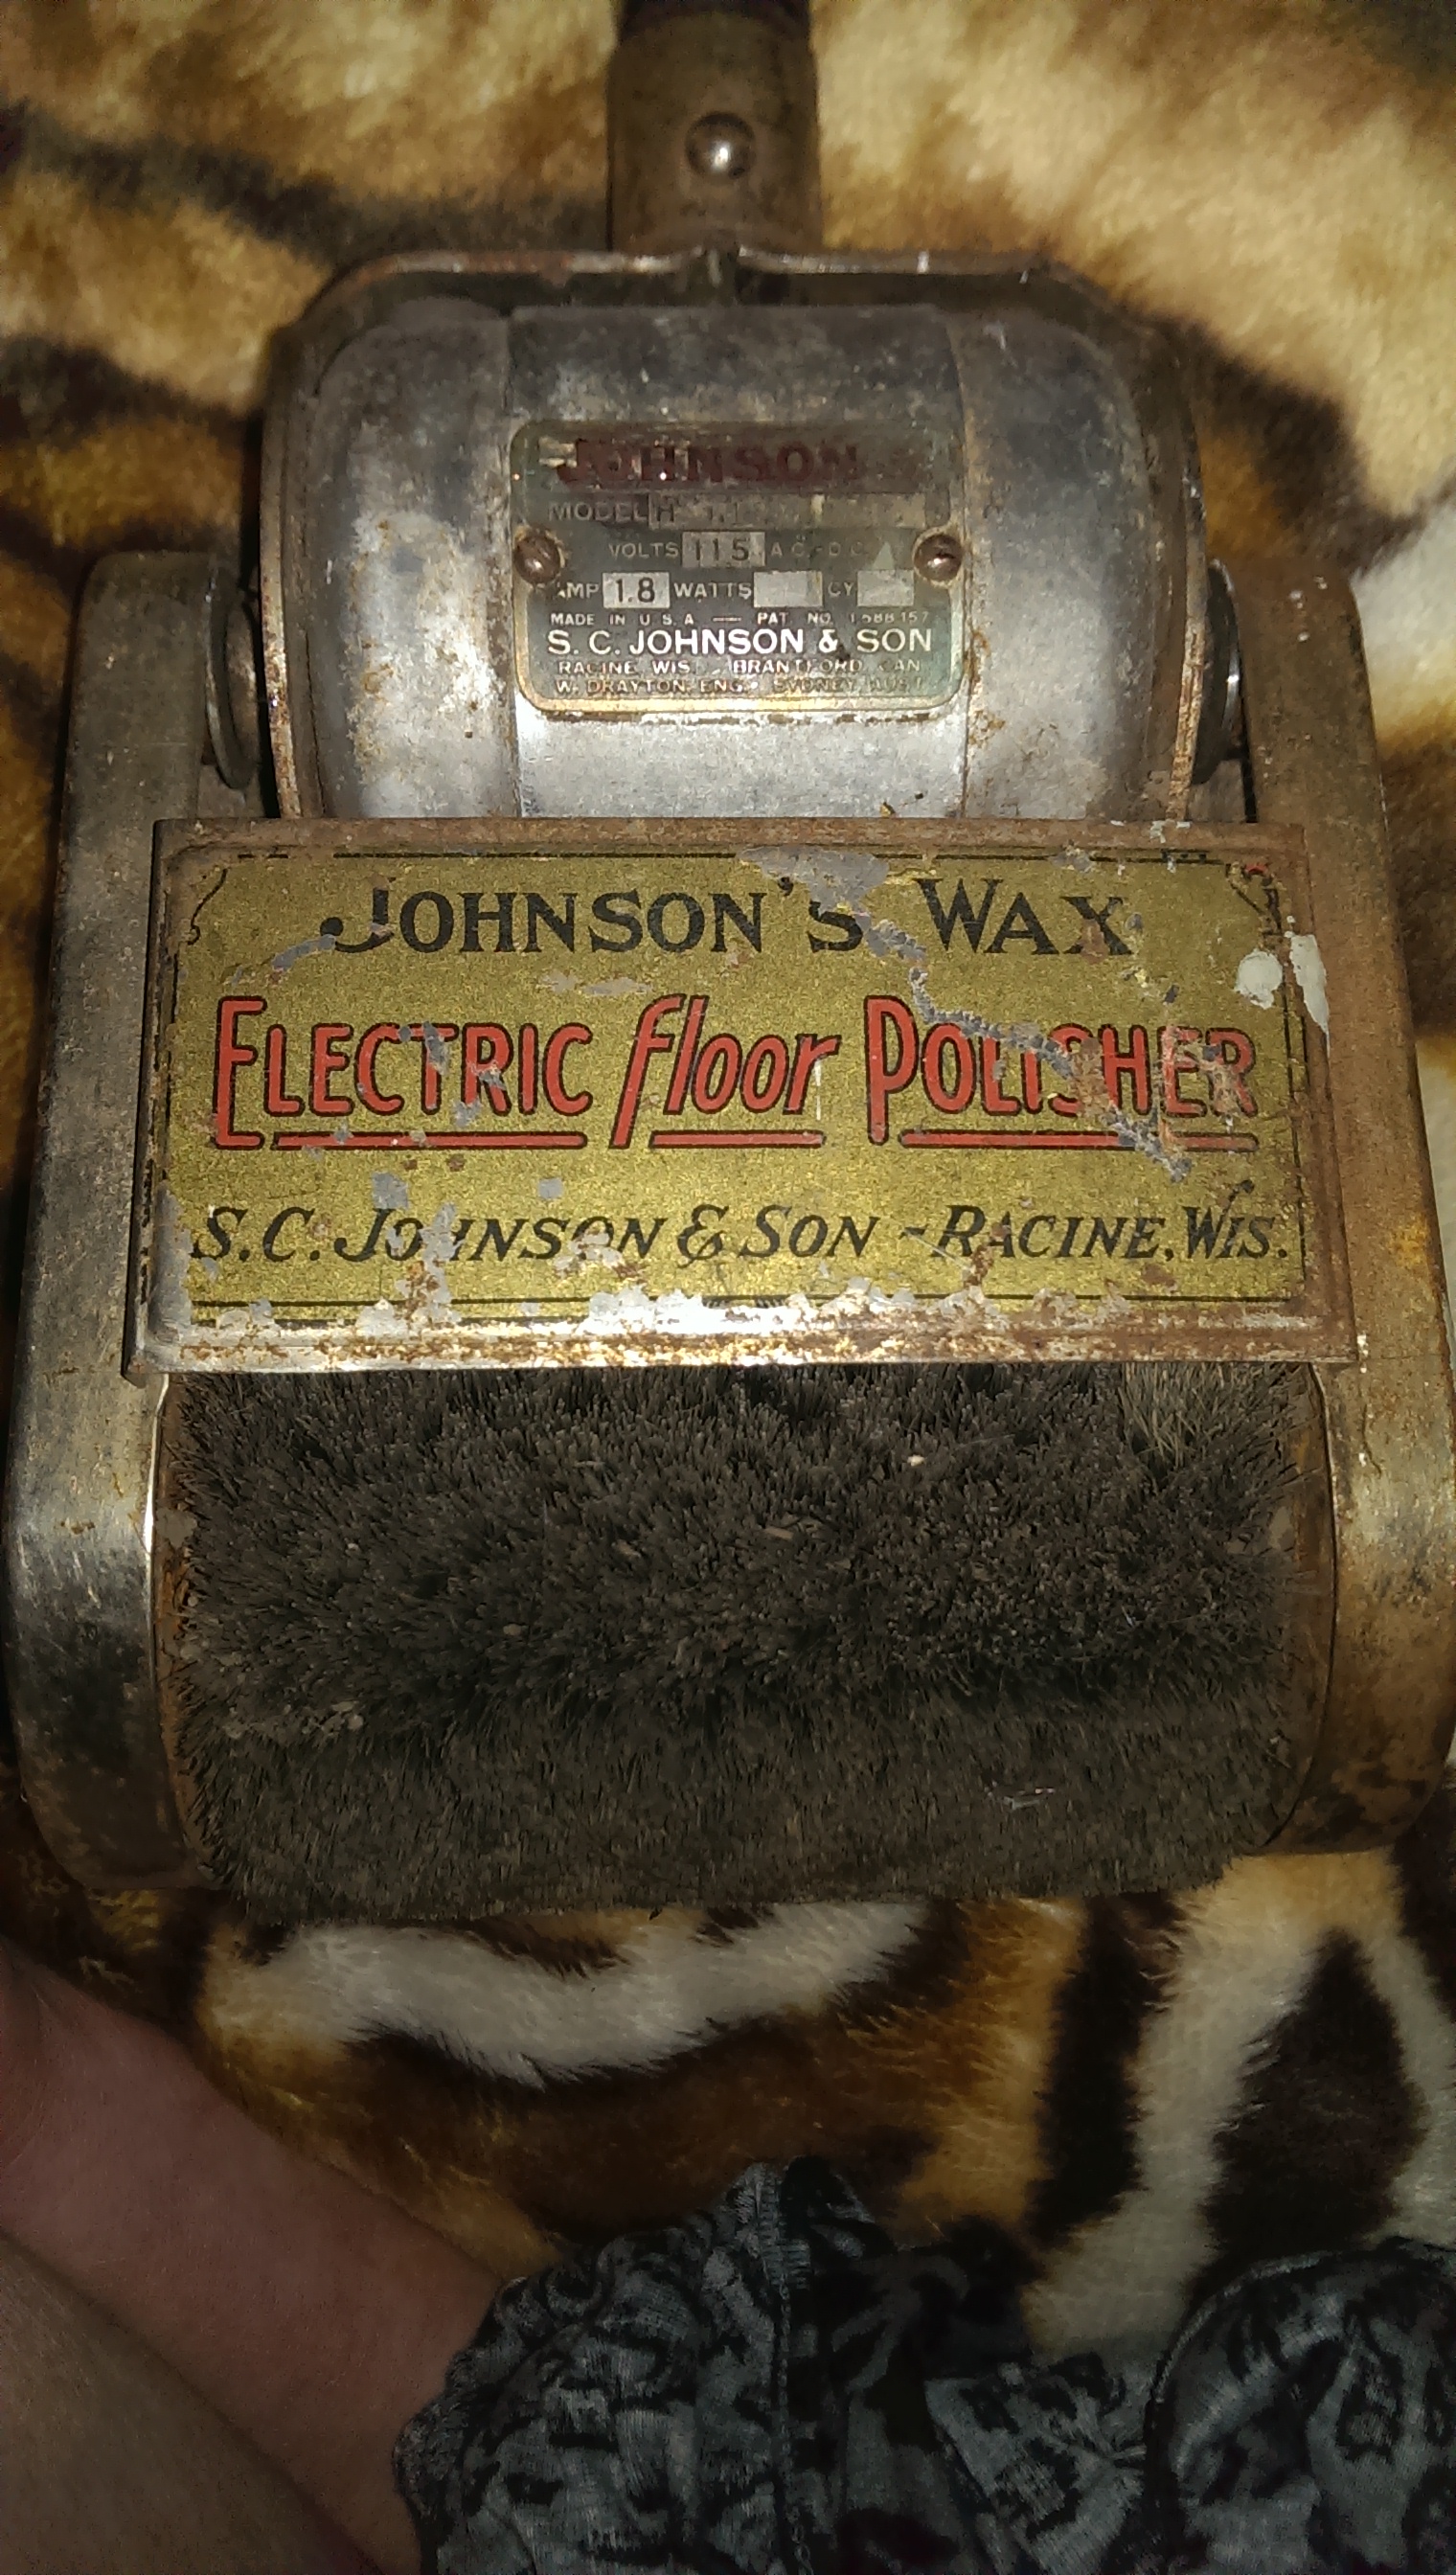 JOHNSON
MODEL H
VOLTS 115 A.C.-D.C.
AMP 1.8 WATTS CY
MADE IN U.S.A — PAT. NO. 1588157
S. C. JOHNSON & SON
RACINE, WIS. BRANTFORD, CAN.
W. DRAYTON, ENG. SYDNEY, AUST.
JOHNSON'S WAX
ELECTRIC floor POLISHER
S.C. JOHNSON & SON - RACINE, WIS.